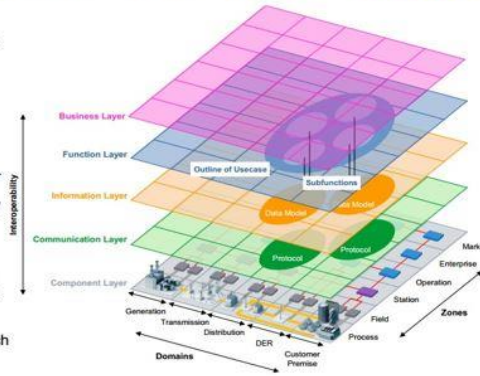 Business Layer
Function Layer
Outline of Usecase
Subfunctions
Interoperability
Information Layer
Data Model
Data Model
Communication Layer
Protocol
Protocol
Component Layer
Market
Enterprise
Operation
Station
Field
Process
Zones
Generation
Transmission
Distribution
DER
Customer
Premise
Domains